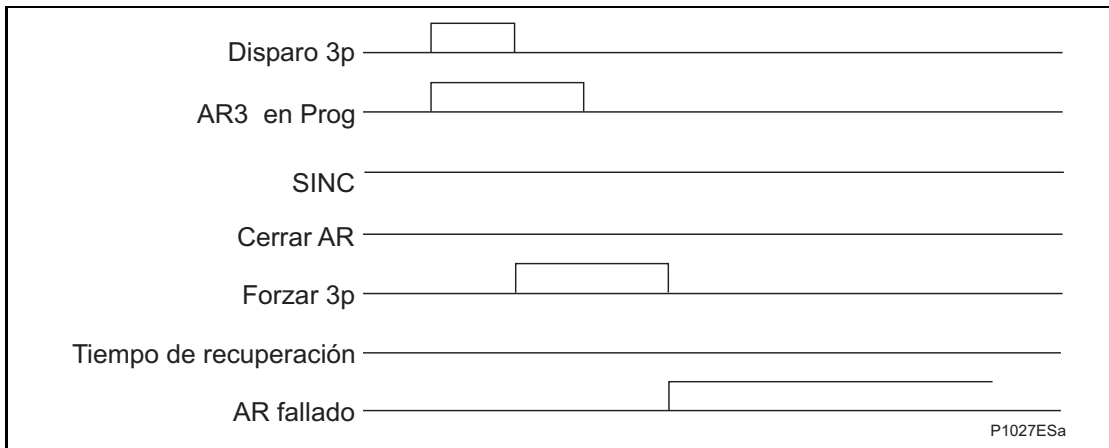 Disparo 3p
AR3 en Prog
SINC
Cerrar AR
Forzar 3p
Tiempo de recuperación
AR fallado
P1027ESa